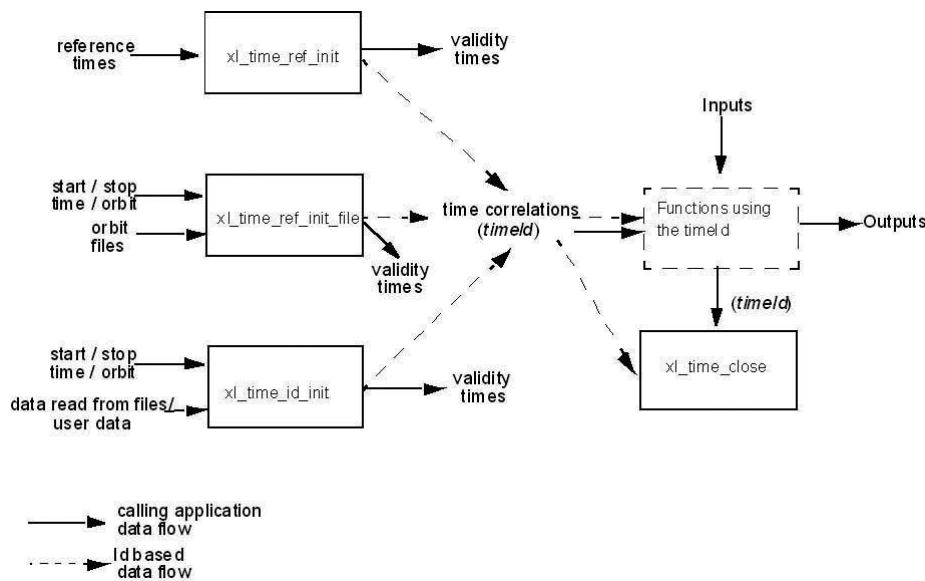 reference
times
xl_time_ref_init
validity
times
Inputs
start / stop
time / orbit
orbit
files
xl_time_ref_init_file
validity
times
time correlations
(timeId)
Functions using
the timeId
Outputs
(timeId)
start / stop
time / orbit
data read from files/
user data
xl_time_id_init
validity
times
xl_time_close
calling application
data flow
Id based
data flow